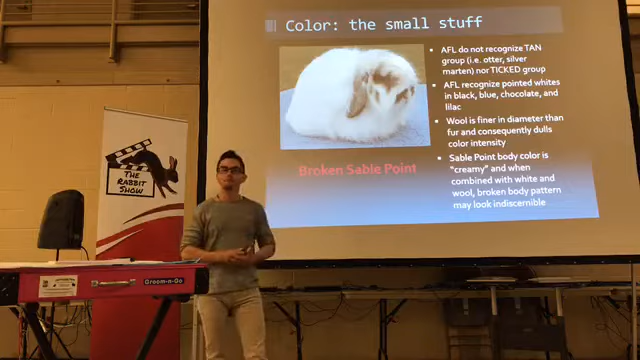 Color: the small stuff
AFL do not recognize TAN
group (i.e. otter, silver
marten) nor TICKED group
AFL recognize pointed whites
in black, blue, chocolate, and
lilac
Wool is finer in diameter than
fur and consequently dulls
color intensity
Sable Point body color is
"creamy" and when
combined with white and
wool, broken body pattern
may look indiscernible
Broken Sable Point
THE
RABBIT
SHOW
Groom-n-Go